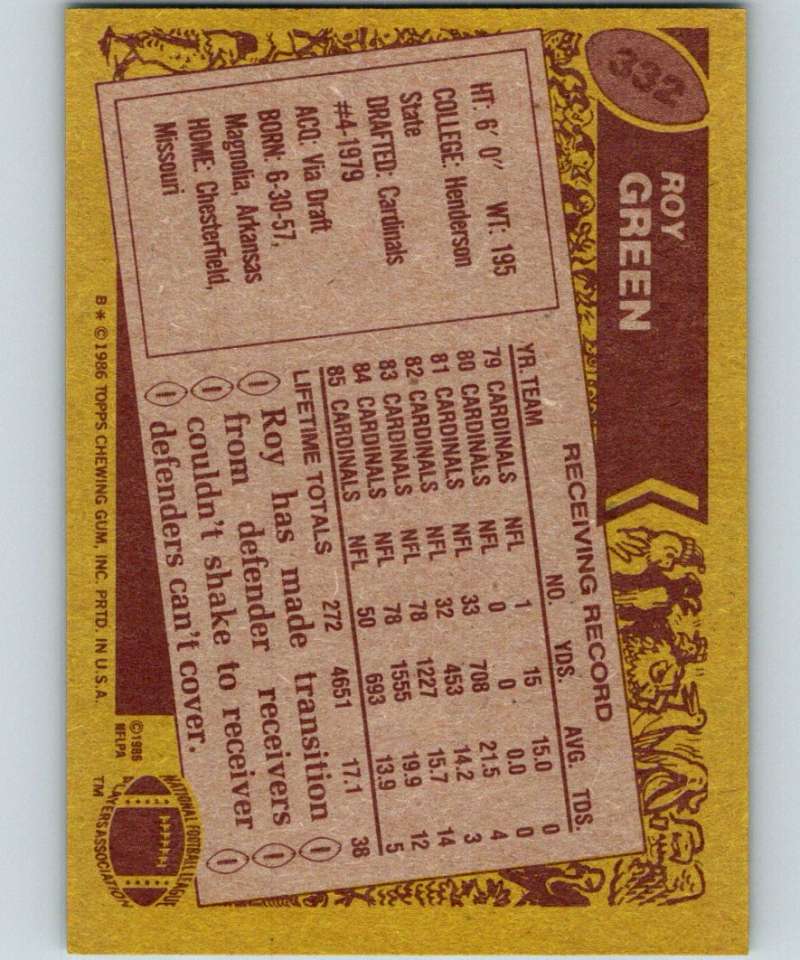 332
ROY
GREEN
HT: 6' 0" WT: 195
COLLEGE: Henderson
State
DRAFTED: Cardinals
#4-1979
ACQ: Via Draft
BORN: 6-30-57,
Magnolia, Arkansas
HOME: Chesterfield,
Missouri
RECEIVING RECORD
YR. TEAM NO. YDS. AVG. TDS.
79 CARDINALS NFL 1 15 15.0 0
80 CARDINALS NFL 0 0 0.0 0
81 CARDINALS NFL 33 708 21.5 4
82 CARDINALS NFL 32 453 14.2 3
83 CARDINALS NFL 78 1227 15.7 14
84 CARDINALS NFL 78 1555 19.9 12
85 CARDINALS NFL 50 693 13.9 5
LIFETIME TOTALS 272 4651 17.1 38
Roy has made transition
from defender receivers
couldn't shake to receiver
defenders can't cover.
B* © 1986 TOPPS CHEWING GUM, INC. PRTD. IN U.S.A.
© 1986
NFLPA
NATIONAL FOOTBALL LEAGUE
PLAYERS ASSOCIATION
TM